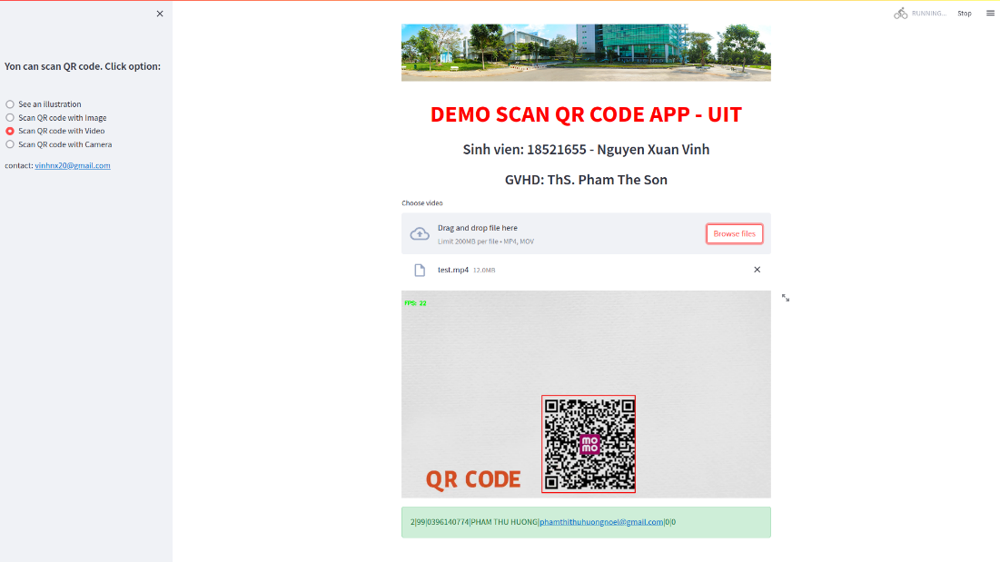 RUNNING...
Stop
Yon can scan QR code. Click option:
See an illustration
Scan QR code with Image
Scan QR code with Video
Scan QR code with Camera
contact: vinhnx20@gmail.com
DEMO SCAN QR CODE APP - UIT
Sinh vien: 18521655 - Nguyen Xuan Vinh
GVHD: ThS. Pham The Son
Choose video
Drag and drop file here
Limit 200MB per file • MP4, MOV
Browse files
test.mp4 12.0MB
FPS: 22
mo
mo
QR CODE
2|99|0396140774|PHAM THU HUONG|phamthithuhuongnoel@gmail.com|0|0